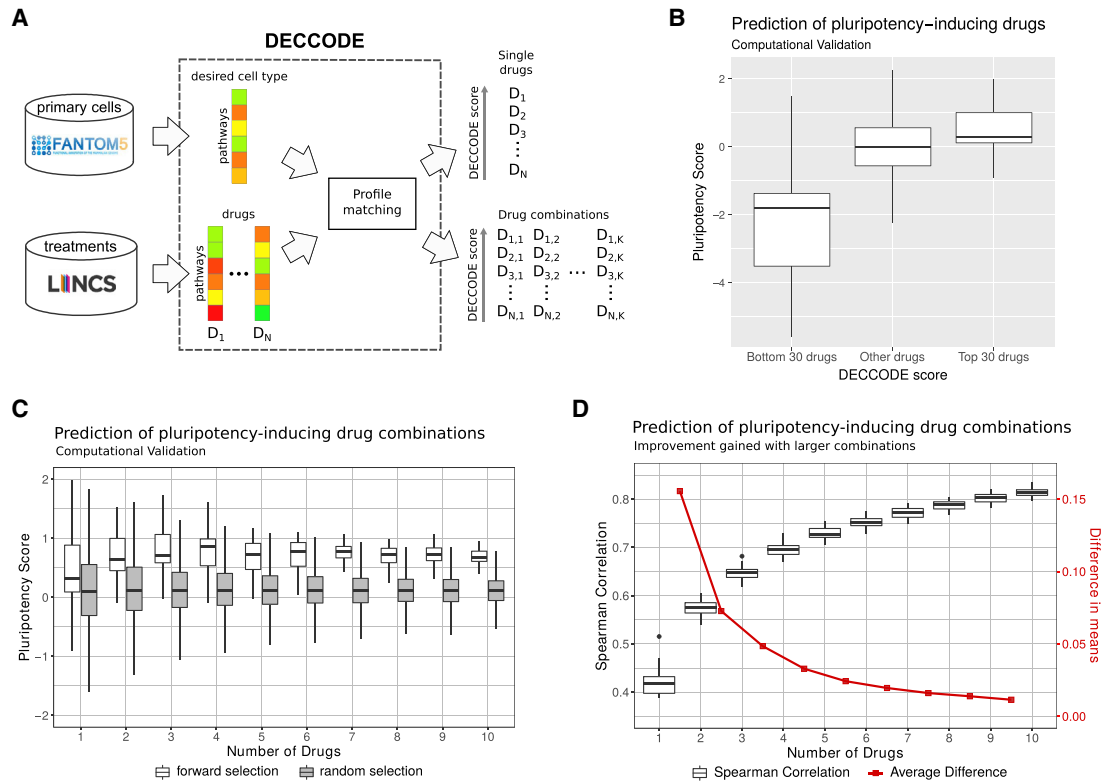 A
DECCODE
primary cells
FANTOM5
treatments
LINCS
desired cell type
pathways
drugs
pathways
D1
DN
Profile
matching
Single
drugs
DECCODE score
D1
D2
D3
DN
Drug combinations
DECCODE score
D1,1 D1,2 D1,K
D2,1 D2,2 D2,K
D3,1 D3,2 ... D3,K
DN,1 DN,2 DN,K
B
Prediction of pluripotency−inducing drugs
Computational Validation
Pluripotency Score
2
0
−2
−4
Bottom 30 drugs Other drugs Top 30 drugs
DECCODE score
C
Prediction of pluripotency-inducing drug combinations
Computational Validation
Pluripotency Score
2
1
0
−1
−2
1 2 3 4 5 6 7 8 9 10
Number of Drugs
forward selection random selection
D
Prediction of pluripotency-inducing drug combinations
Improvement gained with larger combinations
Spearman Correlation
0.8
0.7
0.6
0.5
0.4
0.15
0.10
0.05
0.00
Difference in means
1 2 3 4 5 6 7 8 9 10
Number of Drugs
Spearman Correlation Average Difference